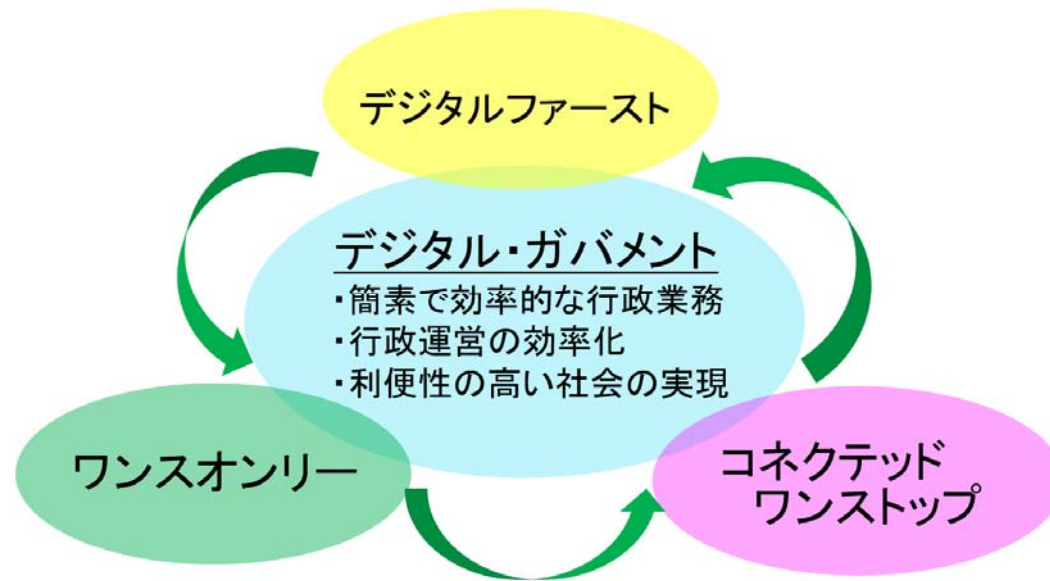 デジタルファースト
デジタル・ガバメント
・簡素で効率的な行政業務
・行政運営の効率化
・利便性の高い社会の実現
ワンスオンリー
コネクテッド
ワンストップ